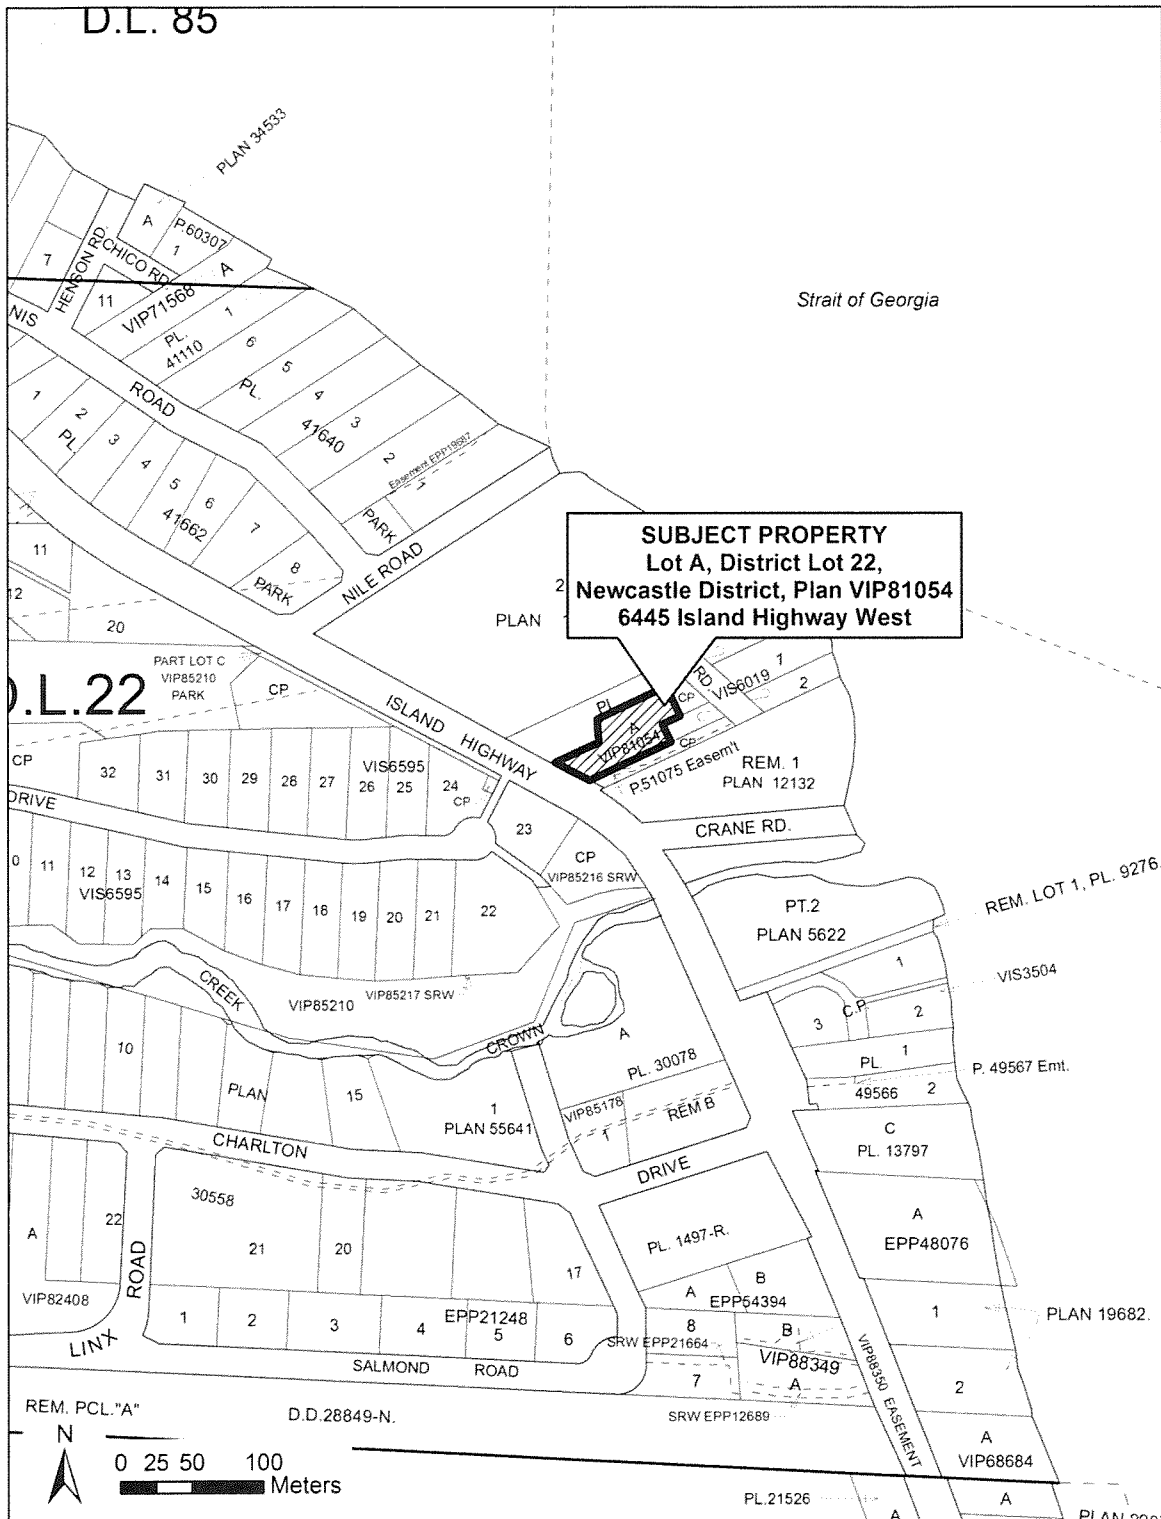 D.L. 85
PLAN 34533
A
P.60307
1
7
HENSON RD.
CHICO RD.
A
11
VIP71568
1
PL.
41110
NIS
ROAD
6
5
4
3
2
PL.
41640
Easement EPP19687
1
PARK
Strait of Georgia
1
2
3
4
5
6
7
8
PL.
41662
PARK
NILE ROAD
11
12
20
SUBJECT PROPERTY
Lot A, District Lot 22,
Newcastle District, Plan VIP81054
6445 Island Highway West
2
PLAN
PART LOT C
VIP85210
PARK
CP
D.L.22
ISLAND HIGHWAY
Pl.
A
VIP81054
RD
CP
VIS6019
1
2
CP
P.51075 Easem't
REM. 1
PLAN 12132
CRANE RD.
CP
32
31
30
29
28
27
26
25
24
VIS6595
CP
DRIVE
23
CP
VIP85216 SRW
0
11
12
13
14
15
16
17
18
19
20
21
22
VIS6595
PT.2
PLAN 5622
REM. LOT 1, PL. 9276.
1
VIS3504
C.P.
3
2
CREEK
VIP85210
VIP85217 SRW
CROWN
A
PL. 30078
PL.
1
49566
2
P. 49567 Emt.
10
PLAN
15
1
PLAN 55641
VIP85178
1
REM B
C
PL. 13797
CHARLTON
DRIVE
30558
A
22
21
20
17
PL. 1497-R.
A
EPP48076
ROAD
VIP82408
A
B
EPP54394
1
2
3
4
5
6
EPP21248
8
SRW EPP21664
7
B
VIP88349
A
1
PLAN 19682.
2
LINX
SALMOND ROAD
VIP88350 EASEMENT
REM. PCL."A"
D.D.28849-N.
SRW EPP12689
A
VIP68684
N
0 25 50 100
Meters
PL.21526
A
A